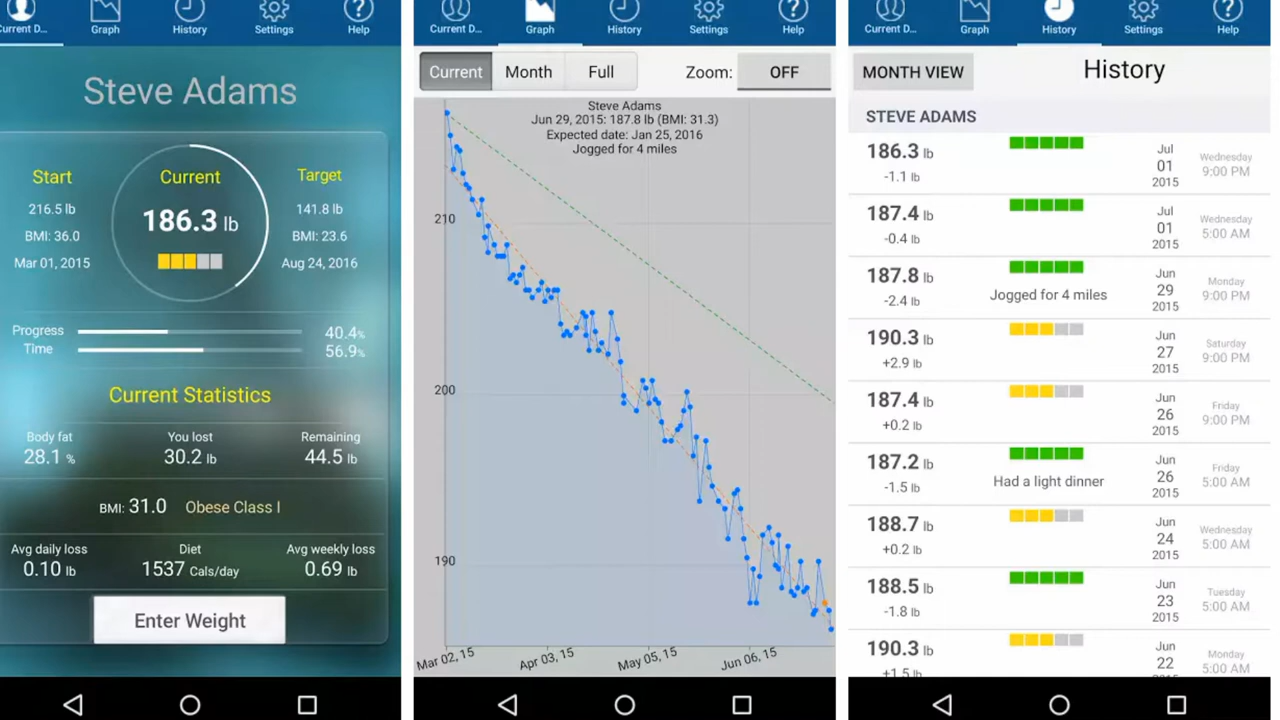 Current D...
Graph
History
Settings
Help
Steve Adams
Start
Current
Target
216.5 lb
186.3 lb
141.8 lb
BMI: 36.0
BMI: 23.6
Mar 01, 2015
Aug 24, 2016
Progress
40.4%
Time
56.9%
Current Statistics
Body fat
You lost
Remaining
28.1 %
30.2 lb
44.5 lb
BMI: 31.0 Obese Class I
Avg daily loss
Diet
Avg weekly loss
0.10 lb
1537 Cals/day
0.69 lb
Enter Weight
Current D...
Graph
History
Settings
Help
Current
Month
Full
Zoom:
OFF
Steve Adams
Jun 29, 2015: 187.8 lb (BMI: 31.3)
Expected date: Jan 25, 2016
Jogged for 4 miles
210
200
190
Mar 02, 15
Apr 03, 15
May 05, 15
Jun 06, 15
Current D...
Graph
History
Settings
Help
MONTH VIEW
History
STEVE ADAMS
186.3 lb
-1.1 lb
Jul
01
2015
Wednesday
9:00 PM
187.4 lb
-0.4 lb
Jul
01
2015
Wednesday
5:00 AM
187.8 lb
-2.4 lb
Jogged for 4 miles
Jun
29
2015
Monday
9:00 PM
190.3 lb
+2.9 lb
Jun
27
2015
Saturday
9:00 PM
187.4 lb
+0.2 lb
Jun
26
2015
Friday
9:00 PM
187.2 lb
-1.5 lb
Had a light dinner
Jun
26
2015
Friday
5:00 AM
188.7 lb
+0.2 lb
Jun
24
2015
Wednesday
5:00 AM
188.5 lb
-1.8 lb
Jun
23
2015
Tuesday
5:00 AM
190.3 lb
+1.5 lb
Jun
22
2015
Monday
5:00 AM